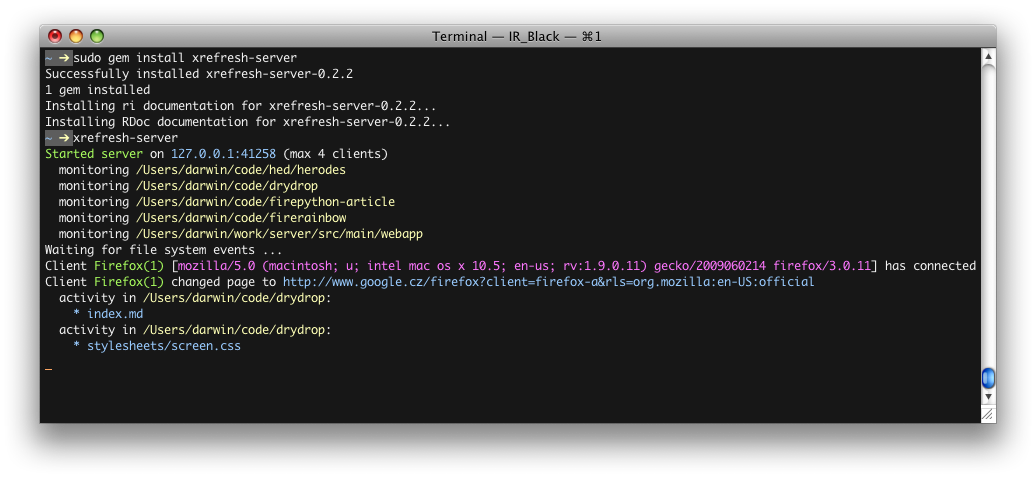 Terminal — IR_Black — ⌘1
~ ➔sudo gem install xrefresh-server
Successfully installed xrefresh-server-0.2.2
1 gem installed
Installing ri documentation for xrefresh-server-0.2.2...
Installing RDoc documentation for xrefresh-server-0.2.2...
~ ➔xrefresh-server
Started server on 127.0.0.1:41258 (max 4 clients)
  monitoring /Users/darwin/code/hed/herodes
  monitoring /Users/darwin/code/drydrop
  monitoring /Users/darwin/code/firepython-article
  monitoring /Users/darwin/code/firerainbow
  monitoring /Users/darwin/work/server/src/main/webapp
Waiting for file system events ...
Client Firefox(1) [mozilla/5.0 (macintosh; u; intel mac os x 10.5; en-us; rv:1.9.0.11) gecko/2009060214 firefox/3.0.11] has connected
Client Firefox(1) changed page to http://www.google.cz/firefox?client=firefox-a&rls=org.mozilla:en-US:official
  activity in /Users/darwin/code/drydrop:
    * index.md
  activity in /Users/darwin/code/drydrop:
    * stylesheets/screen.css
_